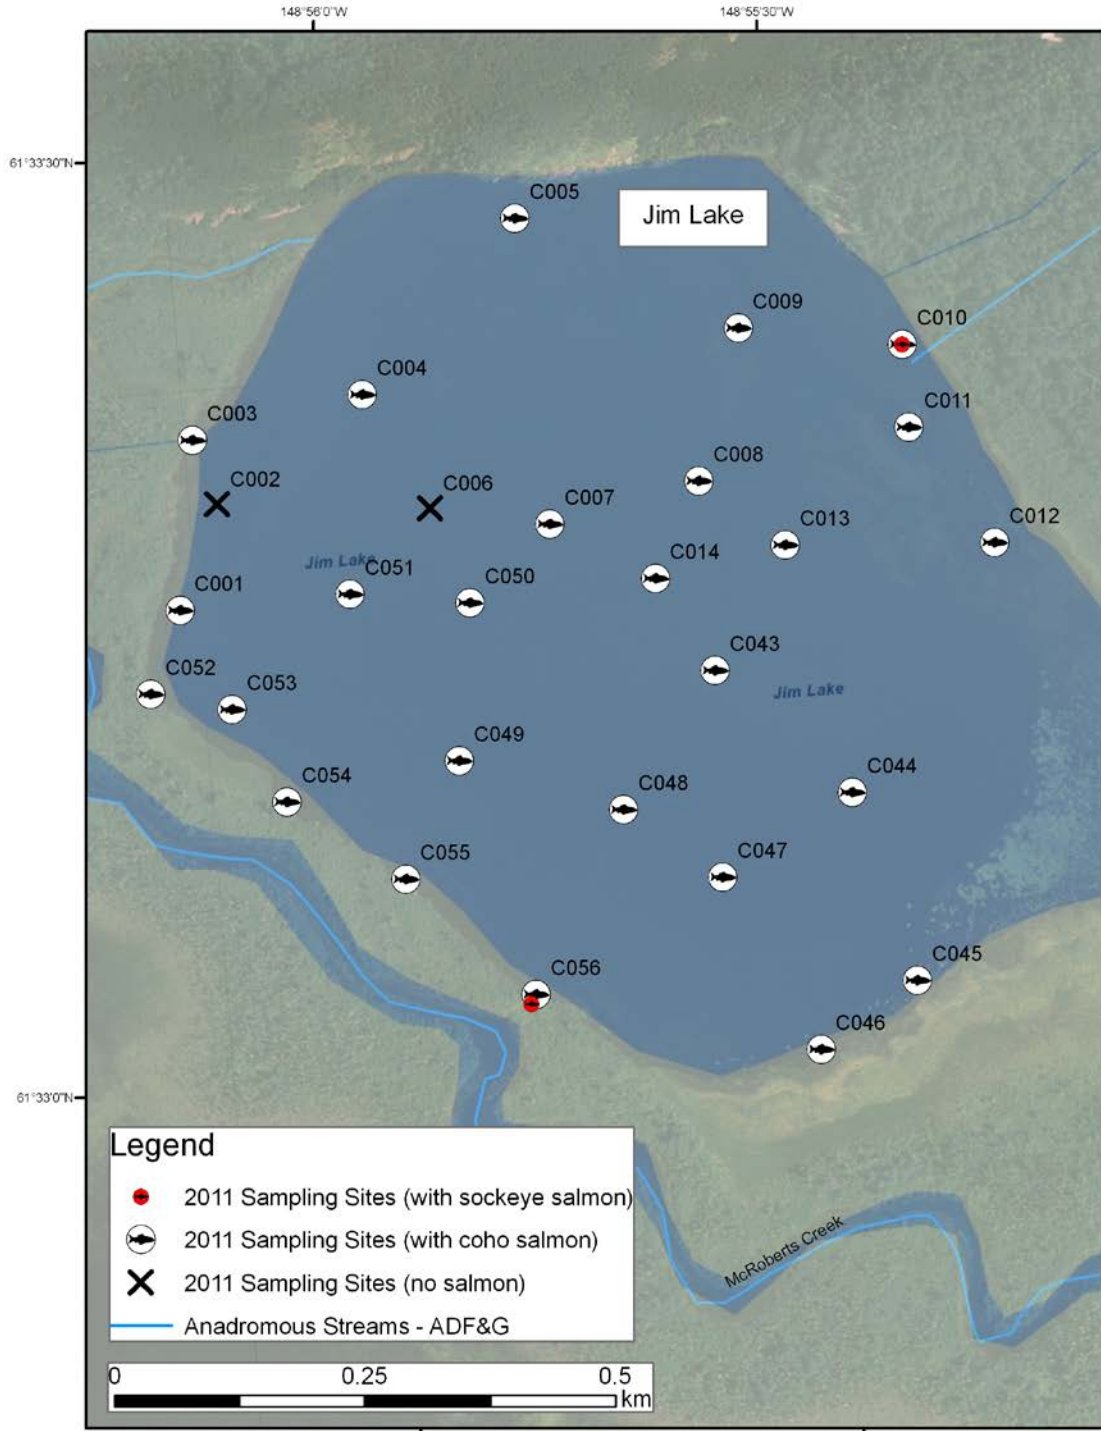 148°56'0"W
148°55'30"W
61°33'30"N
C005
Jim Lake
C009
C010
C004
C003
C011
C002
C006
C008
C007
C013
C012
Jim Lake
C051
C050
C014
C001
C043
C052
C053
Jim Lake
C049
C054
C048
C044
C055
C047
C056
C045
C046
61°33'0"N
Legend
2011 Sampling Sites (with sockeye salmon)
2011 Sampling Sites (with coho salmon)
2011 Sampling Sites (no salmon)
Anadromous Streams - ADF&G
McRoberts Creek
0 0.25 0.5
km